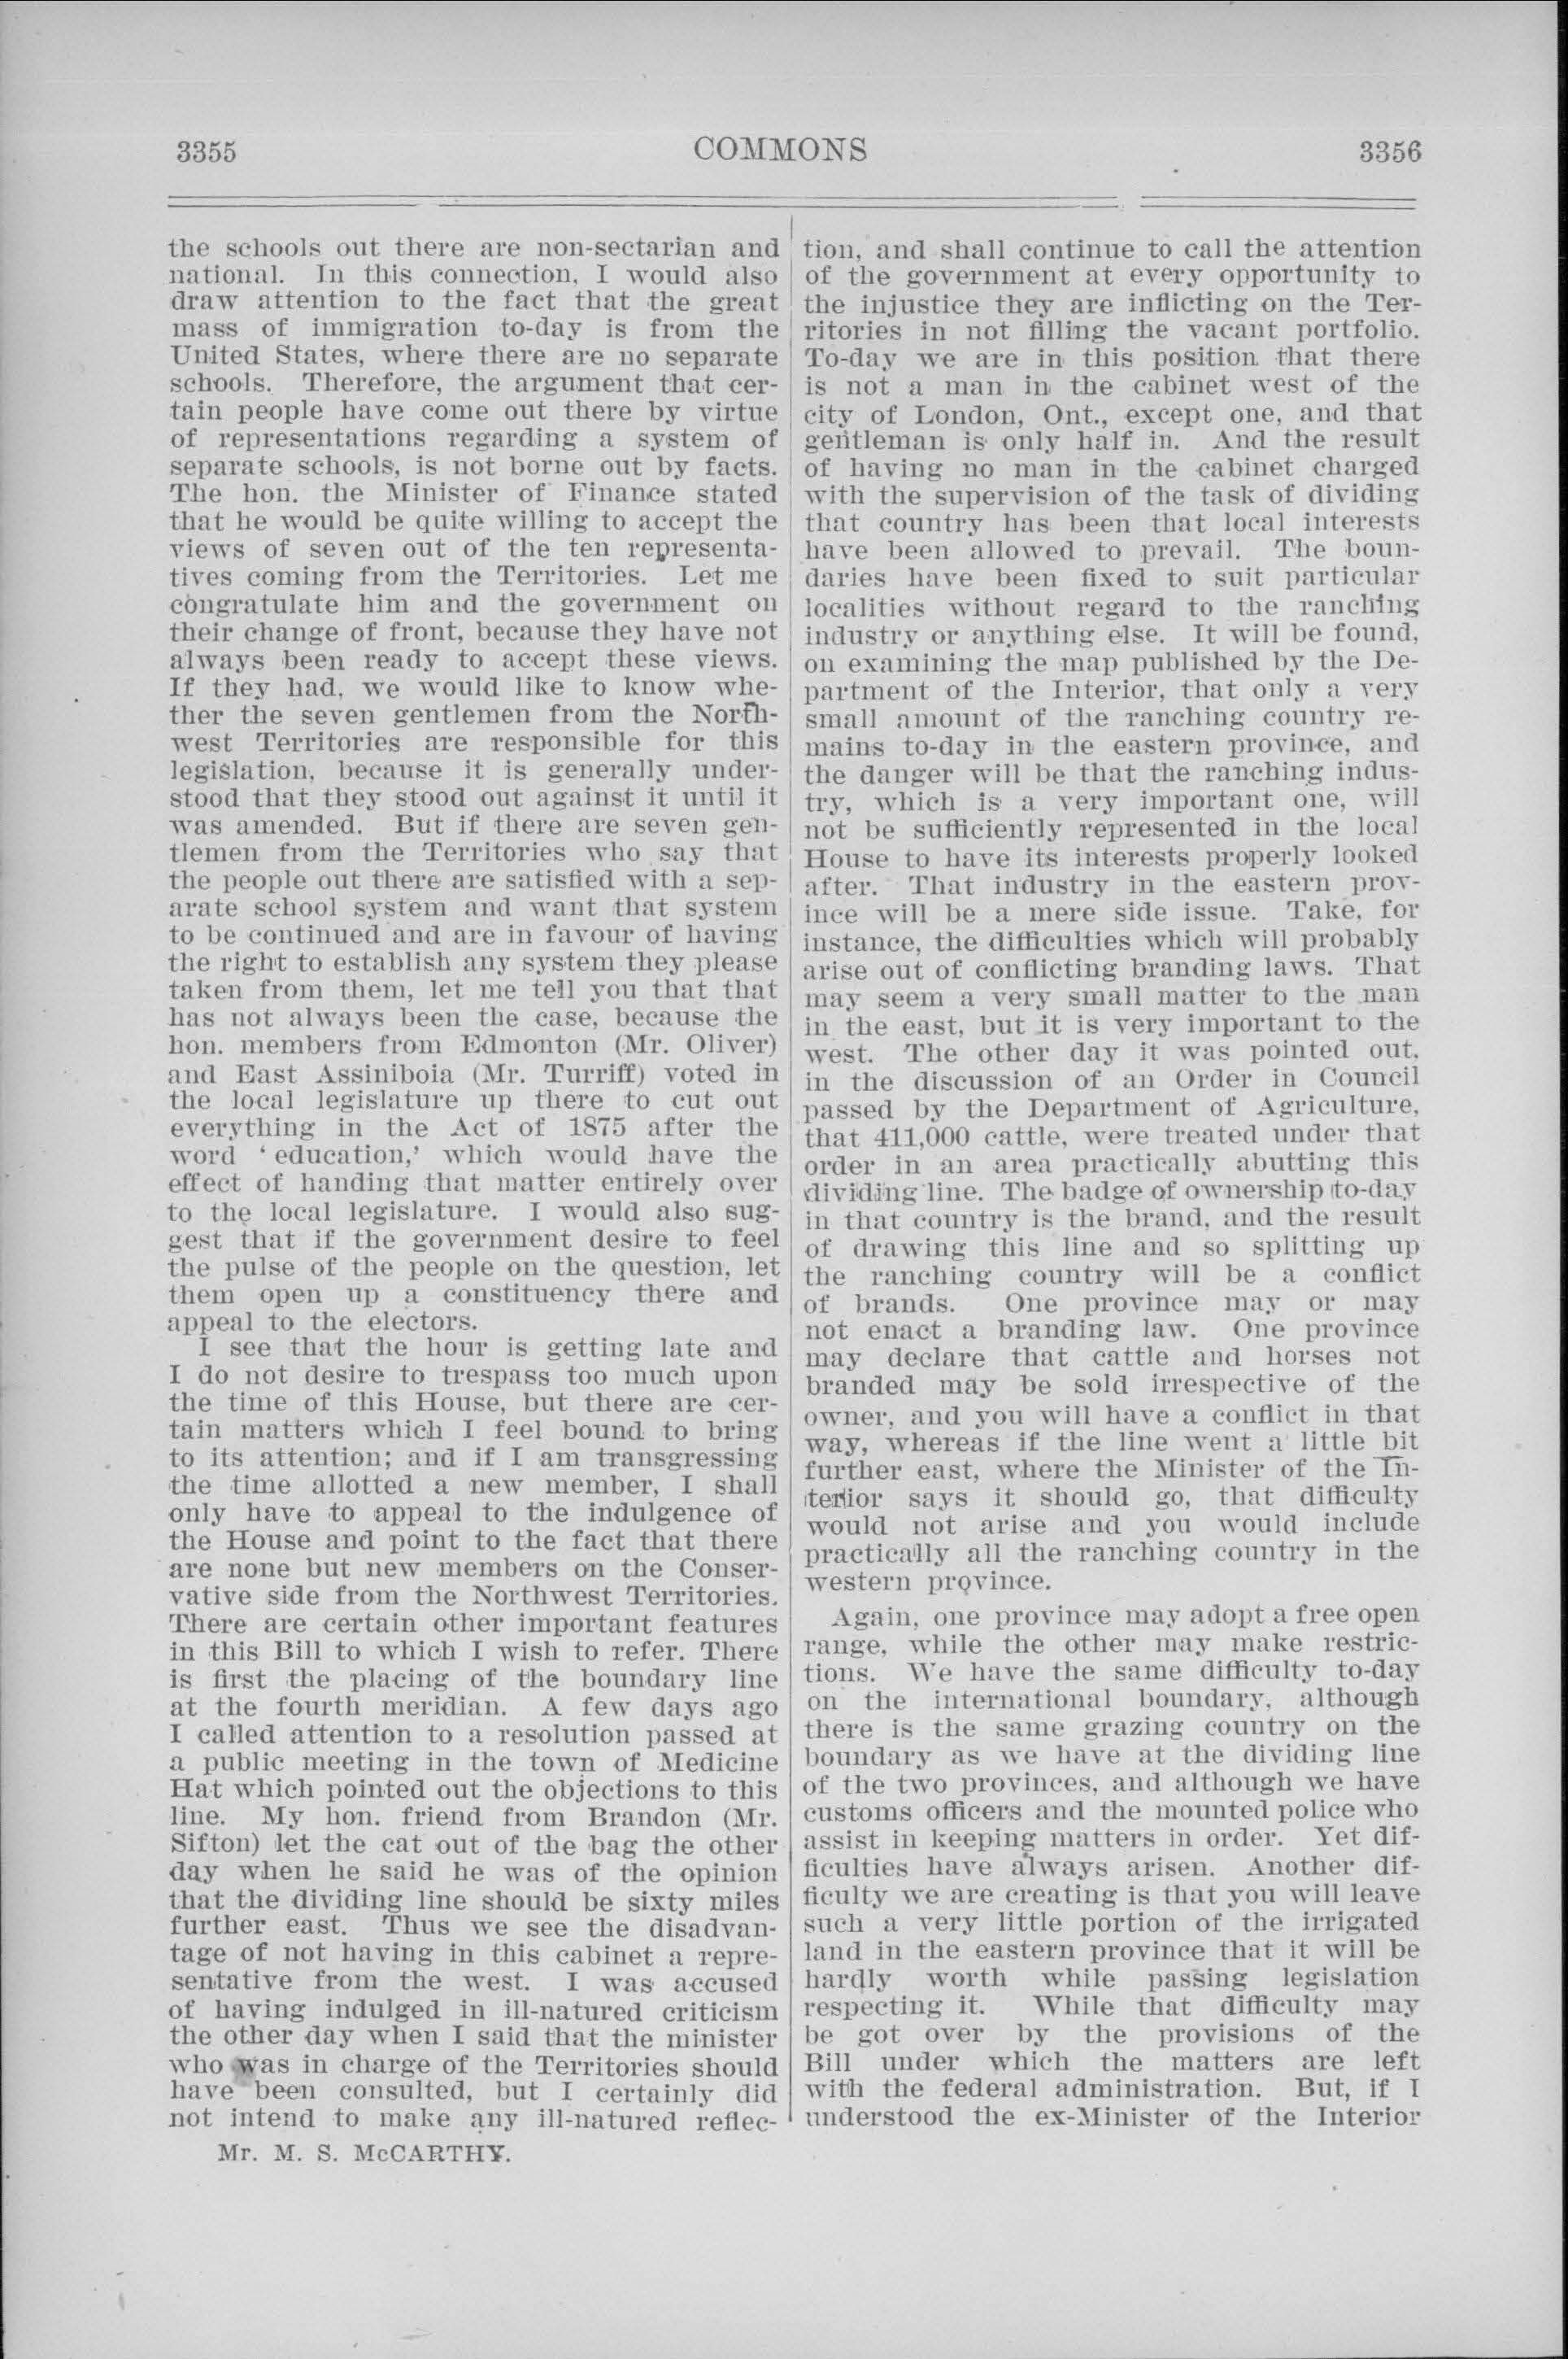 3355 COMMONS 3356
the schools out there are non-sectarian and
national. In this connection, I would also
draw attention to the fact that the great
mass of immigration to-day is from the
United States, where there are no separate
schools. Therefore, the argument that cer-
tain people have come out there by virtue
of representations regarding a system of
separate schools, is not borne out by facts.
The hon. the Minister of Finance stated
that he would be quite willing to accept the
views of seven out of the ten representa-
tives coming from the Territories. Let me
congratulate him and the government on
their change of front, because they have not
always been ready to accept these views.
If they had, we would like to know whe-
ther the seven gentlemen from the North-
west Territories are responsible for this
legislation, because it is generally under-
stood that they stood out against it until it
was amended. But if there are seven gen-
tlemen from the Territories who say that
the people out there are satisfied with a sep-
arate school system and want that system
to be continued and are in favour of having
the right to establish any system they please
taken from them, let me tell you that that
has not always been the case, because the
hon. members from Edmonton (Mr. Oliver)
and East Assiniboia (Mr. Turriff) voted in
the local legislature up there to cut out
everything in the Act of 1875 after the
word ‘education,’ which would have the
effect of handing that matter entirely over
to the local legislature. I would also sug-
gest that if the government desire to feel
the pulse of the people on the question, let
them open up a constituency there and
appeal to the electors.
I see that the hour is getting late and
I do not desire to trespass too much upon
the time of this House, but there are cer-
tain matters which I feel bound to bring
to its attention; and if I am transgressing
the time allotted a new member, I shall
only have to appeal to the indulgence of
the House and point to the fact that there
are none but new members on the Conser-
vative side from the Northwest Territories.
There are certain other important features
in this Bill to which I wish to refer. There
is first the placing of the boundary line
at the fourth meridian. A few days ago
I called attention to a resolution passed at
a public meeting in the town of Medicine
Hat which pointed out the objections to this
line. My hon. friend from Brandon (Mr.
Sifton) let the cat out of the bag the other
day when he said he was of the opinion
that the dividing line should be sixty miles
further east. Thus we see the disadvan-
tage of not having in this cabinet a repre-
sentative from the west. I was accused
of having indulged in ill-natured criticism
the other day when I said that the minister
who was in charge of the Territories should
have been consulted, but I certainly did
not intend to make any ill-natured reflec-
Mr. M. S. McCARTHY.
tion, and shall continue to call the attention
of the government at every opportunity to
the injustice they are inflicting on the Ter-
ritories in not filling the vacant portfolio.
To-day we are in this position that there
is not a man in the cabinet west of the
city of London, Ont., except one, and that
gentleman is only half in. And the result
of having no man in the cabinet charged
with the supervision of the task of dividing
that country has been that local interests
have been allowed to prevail. The boun-
daries have been fixed to suit particular
localities without regard to the ranching
industry or anything else. It will be found,
on examining the map published by the De-
partment of the Interior, that only a very
small amount of the ranching country re-
mains to-day in the eastern province, and
the danger will be that the ranching indus-
try, which is a very important one, will
not be sufficiently represented in the local
House to have its interests properly looked
after. That industry in the eastern prov-
ince will be a mere side issue. Take, for
instance, the difficulties which will probably
arise out of conflicting branding laws. That
may seem a very small matter to the man
in the east, but it is very important to the
west. The other day it was pointed out,
in the discussion of an Order in Council
passed by the Department of Agriculture,
that 411,000 cattle, were treated under that
order in an area practically abutting this
dividing line. The badge of ownership to-day
in that country is the brand, and the result
of drawing this line and so splitting up
the ranching country will be a conflict
of brands. One province may or may
not enact a branding law. One province
may declare that cattle and horses not
branded may be sold irrespective of the
owner, and you will have a conflict in that
way, whereas if the line went a little bit
further east, where the Minister of the In-
terior says it should go, that difficulty
would not arise and you would include
practically all the ranching country in the
western province.
Again, one province may adopt a free open
range, while the other may make restric-
tions. We have the same difficulty to-day
on the international boundary, although
there is the same grazing country on the
boundary as we have at the dividing line
of the two provinces, and although we have
customs officers and the mounted police who
assist in keeping matters in order. Yet dif-
ficulties have always arisen. Another dif-
ficulty we are creating is that you will leave
such a very little portion of the irrigated
land in the eastern province that it will be
hardly worth while passing legislation
respecting it. While that difficulty may
be got over by the provisions of the
Bill under which the matters are left
with the federal administration. But, if I
understood the ex-Minister of the Interior